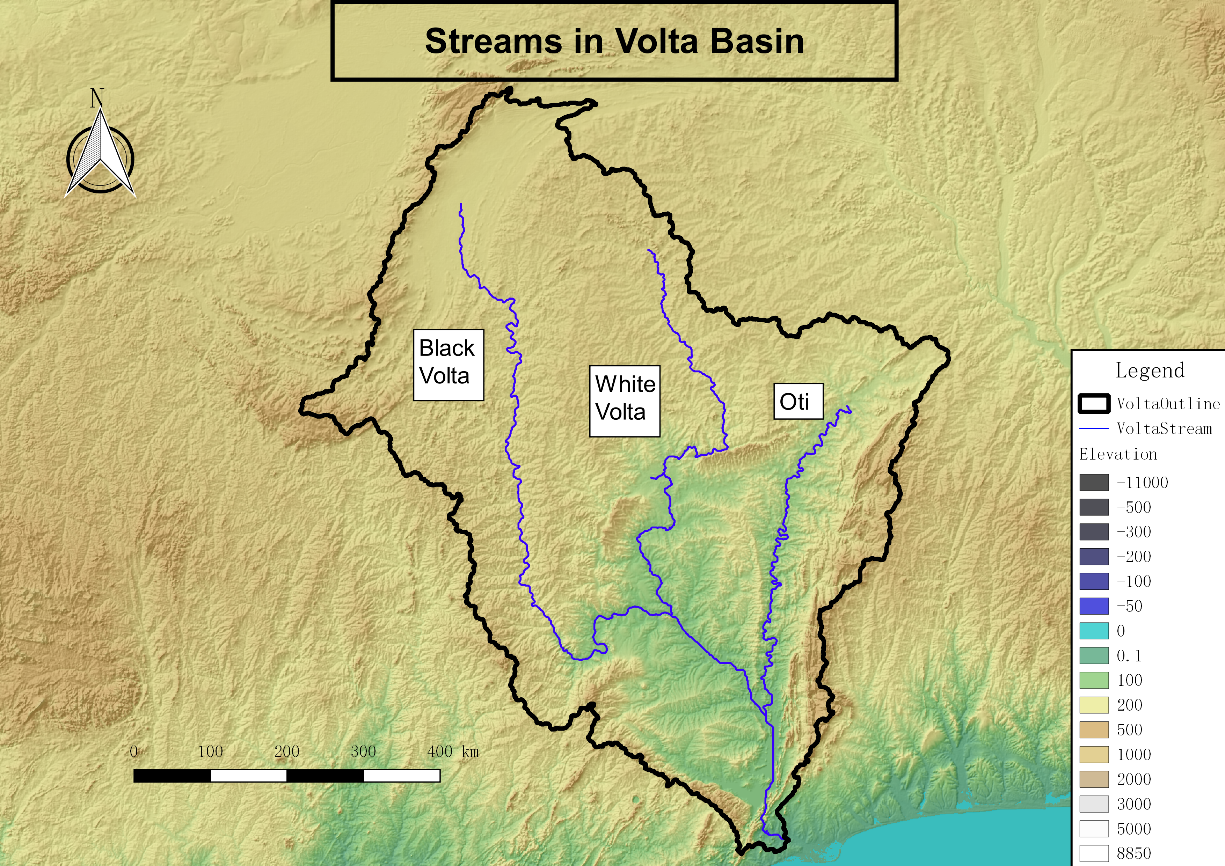 Streams in Volta Basin
N
Black
Volta
White
Volta
Oti
0 100 200 300 400 km
Legend
VoltaOutline
VoltaStream
Elevation
-11000
-500
-300
-200
-100
-50
0
0.1
100
200
500
1000
2000
3000
5000
8850